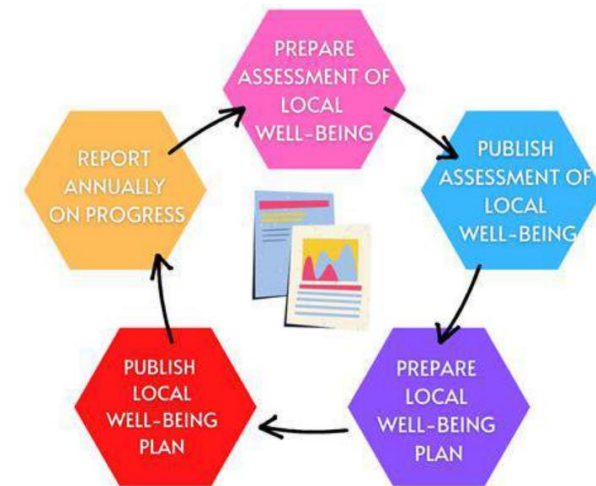 PREPARE
ASSESSMENT OF
LOCAL
WELL-BEING
PUBLISH
ASSESSMENT OF
LOCAL
WELL-BEING
PREPARE
LOCAL
WELL-BEING
PLAN
PUBLISH
LOCAL
WELL-BEING
PLAN
REPORT
ANNUALLY
ON PROGRESS